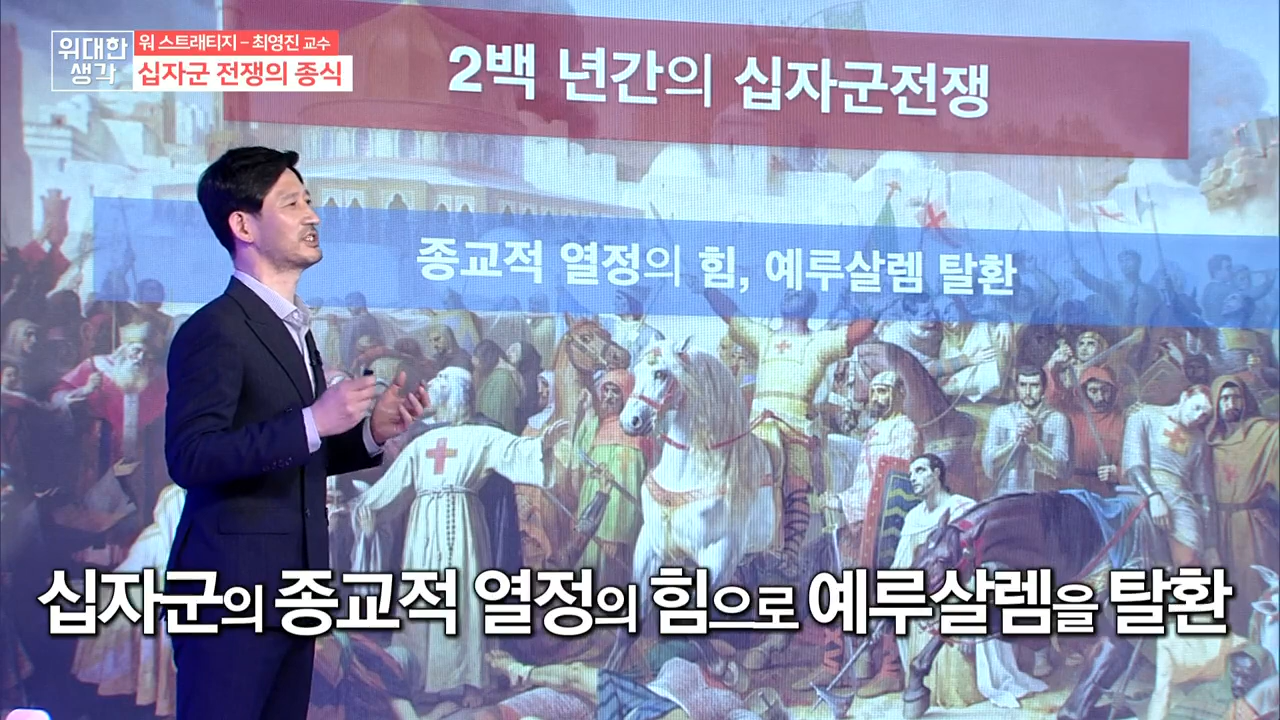 위대한
생각
워 스트래티지 - 최영진 교수
십자군 전쟁의 종식
2백 년간의 십자군전쟁
종교적 열정의 힘, 예루살렘 탈환
십자군의 종교적 열정의 힘으로 예루살렘을 탈환